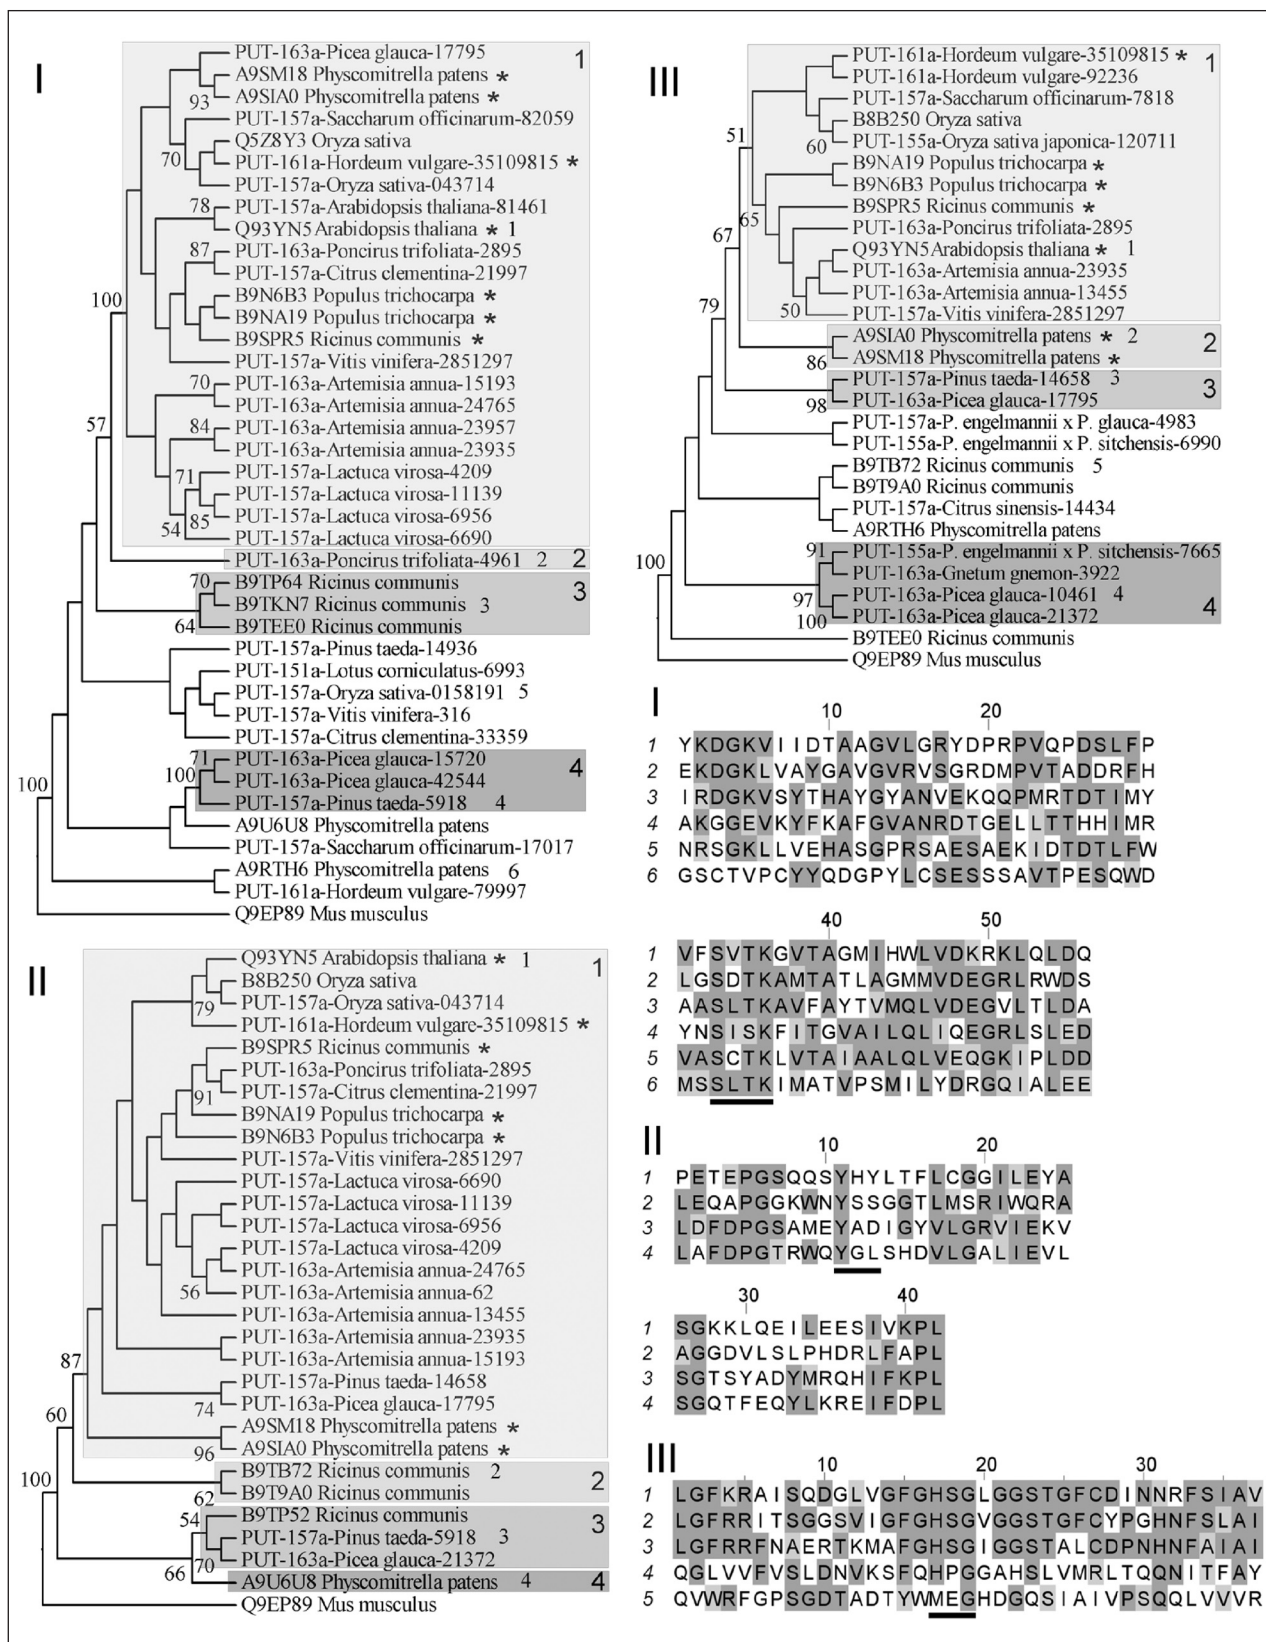 I
PUT-163a-Picea glauca-17795 1
A9SM18 Physcomitrella patens *
A9SIA0 Physcomitrella patens *
93
PUT-157a-Saccharum officinarum-82059
Q5Z8Y3 Oryza sativa
70
PUT-161a-Hordeum vulgare-35109815 *
PUT-157a-Oryza sativa-043714
78
PUT-157a-Arabidopsis thaliana-81461
Q93YN5 Arabidopsis thaliana * 1
87
PUT-163a-Poncirus trifoliata-2895
PUT-157a-Citrus clementina-21997
100
B9N6B3 Populus trichocarpa *
B9NA19 Populus trichocarpa *
B9SPR5 Ricinus communis *
PUT-157a-Vitis vinifera-2851297
70
PUT-163a-Artemisia annua-15193
PUT-163a-Artemisia annua-24765
57
84
PUT-163a-Artemisia annua-23957
PUT-163a-Artemisia annua-23935
71
PUT-157a-Lactuca virosa-4209
PUT-157a-Lactuca virosa-11139
54 85
PUT-157a-Lactuca virosa-6956
PUT-157a-Lactuca virosa-6690
PUT-163a-Poncirus trifoliata-4961 2 2
70
B9TP64 Ricinus communis 3
B9TKN7 Ricinus communis 3
64
B9TEE0 Ricinus communis
PUT-157a-Pinus taeda-14936
PUT-151a-Lotus corniculatus-6993
PUT-157a-Oryza sativa-0158191 5
PUT-157a-Vitis vinifera-316
PUT-157a-Citrus clementina-33359
71
PUT-163a-Picea glauca-15720 4
100
100
PUT-163a-Picea glauca-42544
PUT-157a-Pinus taeda-5918 4
A9U6U8 Physcomitrella patens
PUT-157a-Saccharum officinarum-17017
A9RTH6 Physcomitrella patens 6
PUT-161a-Hordeum vulgare-79997
Q9EP89 Mus musculus
II
Q93YN5 Arabidopsis thaliana * 1 1
B8B250 Oryza sativa
79
PUT-157a-Oryza sativa-043714
PUT-161a-Hordeum vulgare-35109815 *
B9SPR5 Ricinus communis *
PUT-163a-Poncirus trifoliata-2895
91
PUT-157a-Citrus clementina-21997
B9NA19 Populus trichocarpa *
B9N6B3 Populus trichocarpa *
PUT-157a-Vitis vinifera-2851297
PUT-157a-Lactuca virosa-6690
PUT-157a-Lactuca virosa-11139
PUT-157a-Lactuca virosa-6956
PUT-157a-Lactuca virosa-4209
PUT-163a-Artemisia annua-24765
56
PUT-163a-Artemisia annua-62
PUT-163a-Artemisia annua-13455
PUT-163a-Artemisia annua-23935
87
PUT-163a-Artemisia annua-15193
PUT-157a-Pinus taeda-14658
74
PUT-163a-Picea glauca-17795
60
A9SM18 Physcomitrella patens *
96
A9SIA0 Physcomitrella patens *
100
B9TB72 Ricinus communis 2 2
62
B9T9A0 Ricinus communis
54
B9TP52 Ricinus communis 3
PUT-157a-Pinus taeda-5918 3
66 70
PUT-163a-Picea glauca-21372
A9U6U8 Physcomitrella patens 4 4
Q9EP89 Mus musculus
III
PUT-161a-Hordeum vulgare-35109815 * 1
PUT-161a-Hordeum vulgare-92236
PUT-157a-Saccharum officinarum-7818
B8B250 Oryza sativa
51
60
PUT-155a-Oryza sativa japonica-120711
B9NA19 Populus trichocarpa *
B9N6B3 Populus trichocarpa *
65
B9SPR5 Ricinus communis *
67
PUT-163a-Poncirus trifoliata-2895
Q93YN5 Arabidopsis thaliana * 1
PUT-163a-Artemisia annua-23935
79
PUT-163a-Artemisia annua-13455
50
PUT-157a-Vitis vinifera-2851297
A9SIA0 Physcomitrella patens * 2 2
86
A9SM18 Physcomitrella patens *
PUT-157a-Pinus taeda-14658 3 3
98
PUT-163a-Picea glauca-17795
PUT-157a-P. engelmannii x P. glauca-4983
PUT-155a-P. engelmannii x P. sitchensis-6990
B9TB72 Ricinus communis 5
B9T9A0 Ricinus communis
PUT-157a-Citrus sinensis-14434
A9RTH6 Physcomitrella patens
91
PUT-155a-P. engelmannii x P. sitchensis-7665
100
PUT-163a-Gnetum gnemon-3922
97
PUT-163a-Picea glauca-10461 4 4
100
PUT-163a-Picea glauca-21372
B9TEE0 Ricinus communis
Q9EP89 Mus musculus
I
10 20
1 YKDGKVIIDTAAGVLGRYDPRPVQPDSLFP
2 EKDGKLVAYGAVGVRVSGRDMPVTADDRFH
3 IRDGKVSYTHAYGYANVEKQQPMRTDTIMY
4 AKGGEVKYFKAFGVANRDTGELLTTHHIMR
5 NRSGKLLVEHASGPRSAESAEKIDTDTLFW
6 GSCTVPCYYQDGPYLCSESSSAVTPESQWD
40 50
1 VFSVTKGVTAGMIHWLVDKRKLQLDQ
2 LGSDTKAMTATLAGMMVDEGRLRWDS
3 AASLTKAVFAYTVMQLVDEGVLTLDA
4 YNSISKFITGVAILQLIQEGRLSLED
5 VASCTKLVTAIAALQLVEQGKIPLDD
6 MSSLTKIMATVPSMILYDRGQIALEE
II
10 20
1 PETEPGSQQSYHYLTFLCGGILEYA
2 LEQAPGGKWNYSSGGTLMSRIWQRA
3 LDFDPGSAMEYADIGYVLGRVIEKV
4 LAFDPGTRWQYGLSHDVLGALIEVL
30 40
1 SGKKLQEILEESIVKPL
2 AGGDVLSLPHDRLFAPL
3 SGTSYADYMRQHIFKPL
4 SGQTFEQYLKREIFDPL
III
10 20 30
1 LGFKRAISQDGLVGFGHSGLGGSTGFCDINNRFSIAV
2 LGFRRITSGGSVIGFGHSGVGGSTGFCYPGHNFSLAI
3 LGFRRFNAERTKMAFGHSGIGGSTALCDPNHNFAIAI
4 QGLVVFVSLDNVKSFQHPGGAHSLVMRLTQQNITFAY
5 QVWRFGPSGDTADTYWMEGHDGQSIAIVPSQQLVVVR